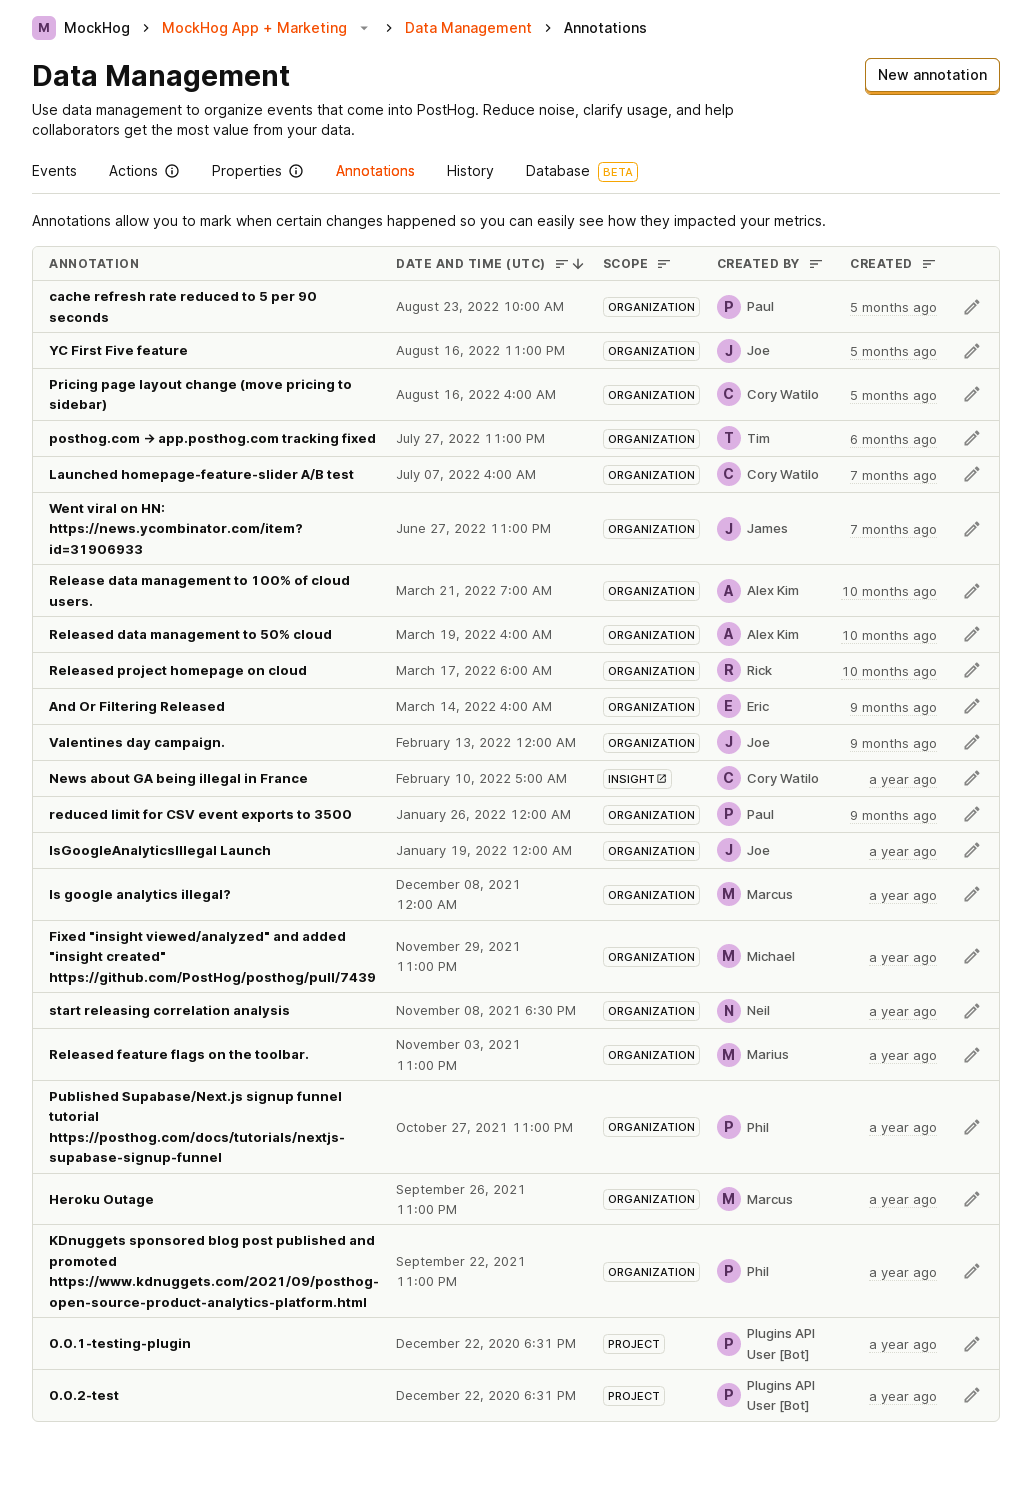 M MockHog > MockHog App + Marketing > Data Management > Annotations
Data Management
New annotation
Use data management to organize events that come into PostHog. Reduce noise, clarify usage, and help
collaborators get the most value from your data.
Events Actions Properties Annotations History Database BETA
Annotations allow you to mark when certain changes happened so you can easily see how they impacted your metrics.
ANNOTATION DATE AND TIME (UTC) SCOPE CREATED BY CREATED
cache refresh rate reduced to 5 per 90
seconds
August 23, 2022 10:00 AM ORGANIZATION P Paul 5 months ago
YC First Five feature August 16, 2022 11:00 PM ORGANIZATION J Joe 5 months ago
Pricing page layout change (move pricing to
sidebar)
August 16, 2022 4:00 AM ORGANIZATION C Cory Watilo 5 months ago
posthog.com → app.posthog.com tracking fixed July 27, 2022 11:00 PM ORGANIZATION T Tim 6 months ago
Launched homepage-feature-slider A/B test July 07, 2022 4:00 AM ORGANIZATION C Cory Watilo 7 months ago
Went viral on HN:
https://news.ycombinator.com/item?
id=31906933
June 27, 2022 11:00 PM ORGANIZATION J James 7 months ago
Release data management to 100% of cloud
users.
March 21, 2022 7:00 AM ORGANIZATION A Alex Kim 10 months ago
Released data management to 50% cloud March 19, 2022 4:00 AM ORGANIZATION A Alex Kim 10 months ago
Released project homepage on cloud March 17, 2022 6:00 AM ORGANIZATION R Rick 10 months ago
And Or Filtering Released March 14, 2022 4:00 AM ORGANIZATION E Eric 9 months ago
Valentines day campaign. February 13, 2022 12:00 AM ORGANIZATION J Joe 9 months ago
News about GA being illegal in France February 10, 2022 5:00 AM INSIGHT C Cory Watilo a year ago
reduced limit for CSV event exports to 3500 January 26, 2022 12:00 AM ORGANIZATION P Paul 9 months ago
IsGoogleAnalyticsIllegal Launch January 19, 2022 12:00 AM ORGANIZATION J Joe a year ago
Is google analytics illegal? December 08, 2021
12:00 AM ORGANIZATION M Marcus a year ago
Fixed "insight viewed/analyzed" and added
"insight created"
https://github.com/PostHog/posthog/pull/7439
November 29, 2021
11:00 PM ORGANIZATION M Michael a year ago
start releasing correlation analysis November 08, 2021 6:30 PM ORGANIZATION N Neil a year ago
Released feature flags on the toolbar. November 03, 2021
11:00 PM ORGANIZATION M Marius a year ago
Published Supabase/Next.js signup funnel
tutorial
https://posthog.com/docs/tutorials/nextjs-
supabase-signup-funnel
October 27, 2021 11:00 PM ORGANIZATION P Phil a year ago
Heroku Outage September 26, 2021
11:00 PM ORGANIZATION M Marcus a year ago
KDnuggets sponsored blog post published and
promoted
https://www.kdnuggets.com/2021/09/posthog-
open-source-product-analytics-platform.html
September 22, 2021
11:00 PM ORGANIZATION P Phil a year ago
0.0.1-testing-plugin December 22, 2020 6:31 PM PROJECT P Plugins API
User [Bot] a year ago
0.0.2-test December 22, 2020 6:31 PM PROJECT P Plugins API
User [Bot] a year ago